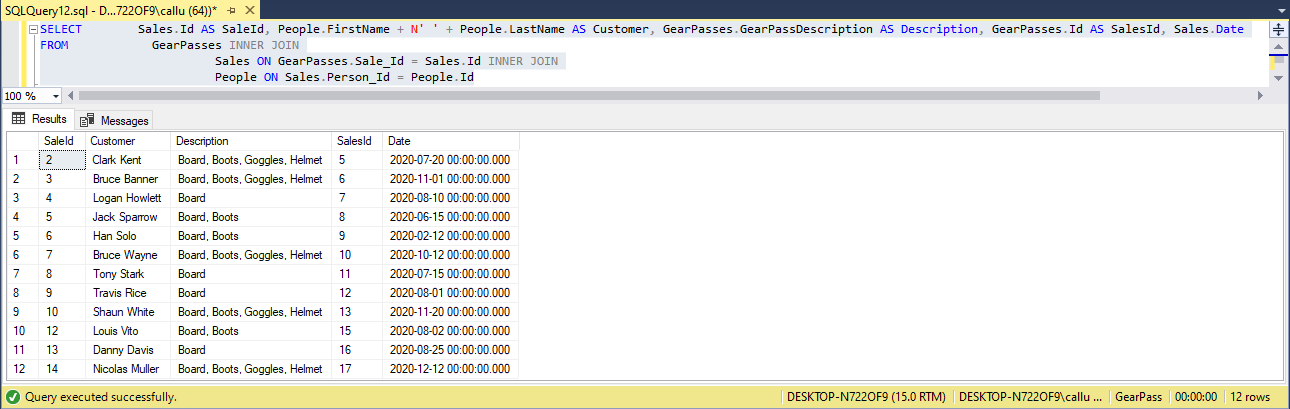 SQLQuery12.sql - D...722OF9\callu (64))*
SELECT Sales.Id AS SaleId, People.FirstName + N' ' + People.LastName AS Customer, GearPasses.GearPassDescription AS Description, GearPasses.Id AS SalesId, Sales.Date
FROM GearPasses INNER JOIN
Sales ON GearPasses.Sale_Id = Sales.Id INNER JOIN
People ON Sales.Person_Id = People.Id
100 %
Results Messages
SaleId Customer Description SalesId Date
1 2 Clark Kent Board, Boots, Goggles, Helmet 5 2020-07-20 00:00:00.000
2 3 Bruce Banner Board, Boots, Goggles, Helmet 6 2020-11-01 00:00:00.000
3 4 Logan Howlett Board 7 2020-08-10 00:00:00.000
4 5 Jack Sparrow Board, Boots 8 2020-06-15 00:00:00.000
5 6 Han Solo Board, Boots 9 2020-02-12 00:00:00.000
6 7 Bruce Wayne Board, Boots, Goggles, Helmet 10 2020-10-12 00:00:00.000
7 8 Tony Stark Board 11 2020-07-15 00:00:00.000
8 9 Travis Rice Board 12 2020-08-01 00:00:00.000
9 10 Shaun White Board, Boots, Goggles, Helmet 13 2020-11-20 00:00:00.000
10 12 Louis Vito Board, Boots 15 2020-08-02 00:00:00.000
11 13 Danny Davis Board 16 2020-08-25 00:00:00.000
12 14 Nicolas Muller Board, Boots, Goggles, Helmet 17 2020-12-12 00:00:00.000
Query executed successfully. DESKTOP-N722OF9 (15.0 RTM) DESKTOP-N722OF9\callu ... GearPass 00:00:00 12 rows